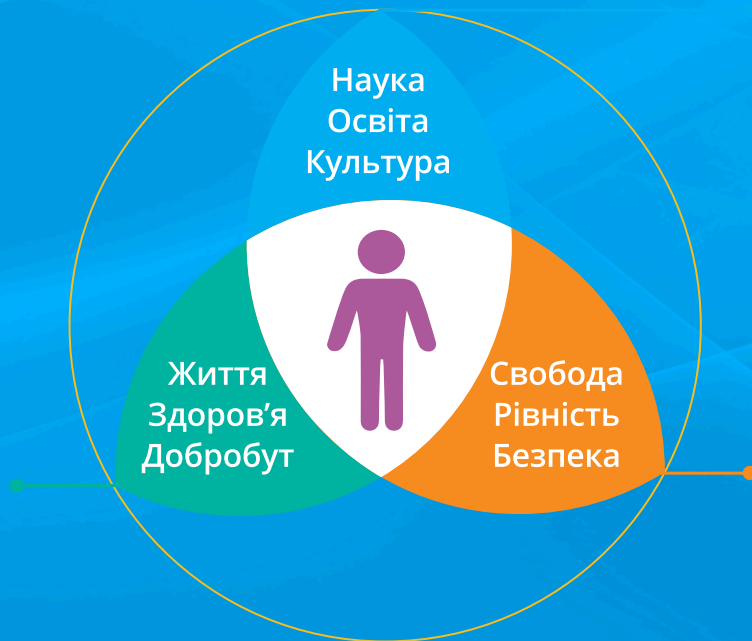 Наука
Освіта
Культура
Життя
Здоров’я
Добробут
Свобода
Рівність
Безпека